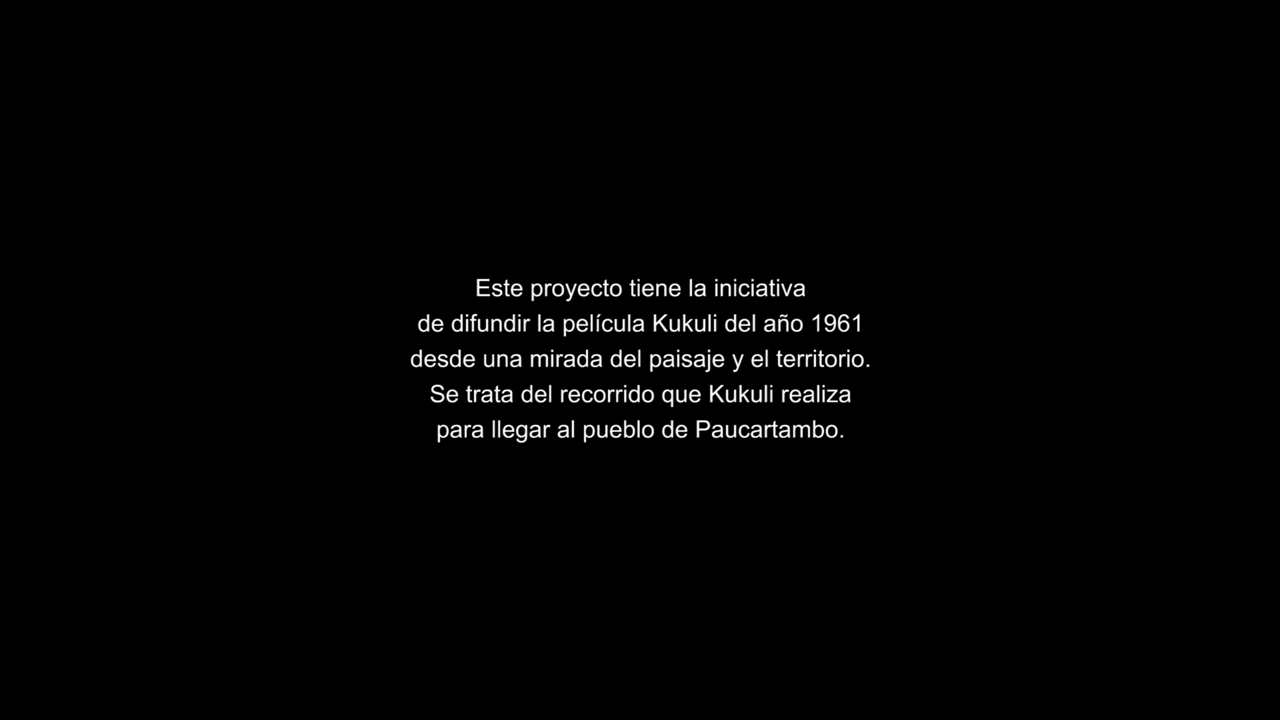 Este proyecto tiene la iniciativa
de difundir la película Kukuli del año 1961
desde una mirada del paisaje y el territorio.
Se trata del recorrido que Kukuli realiza
para llegar al pueblo de Paucartambo.